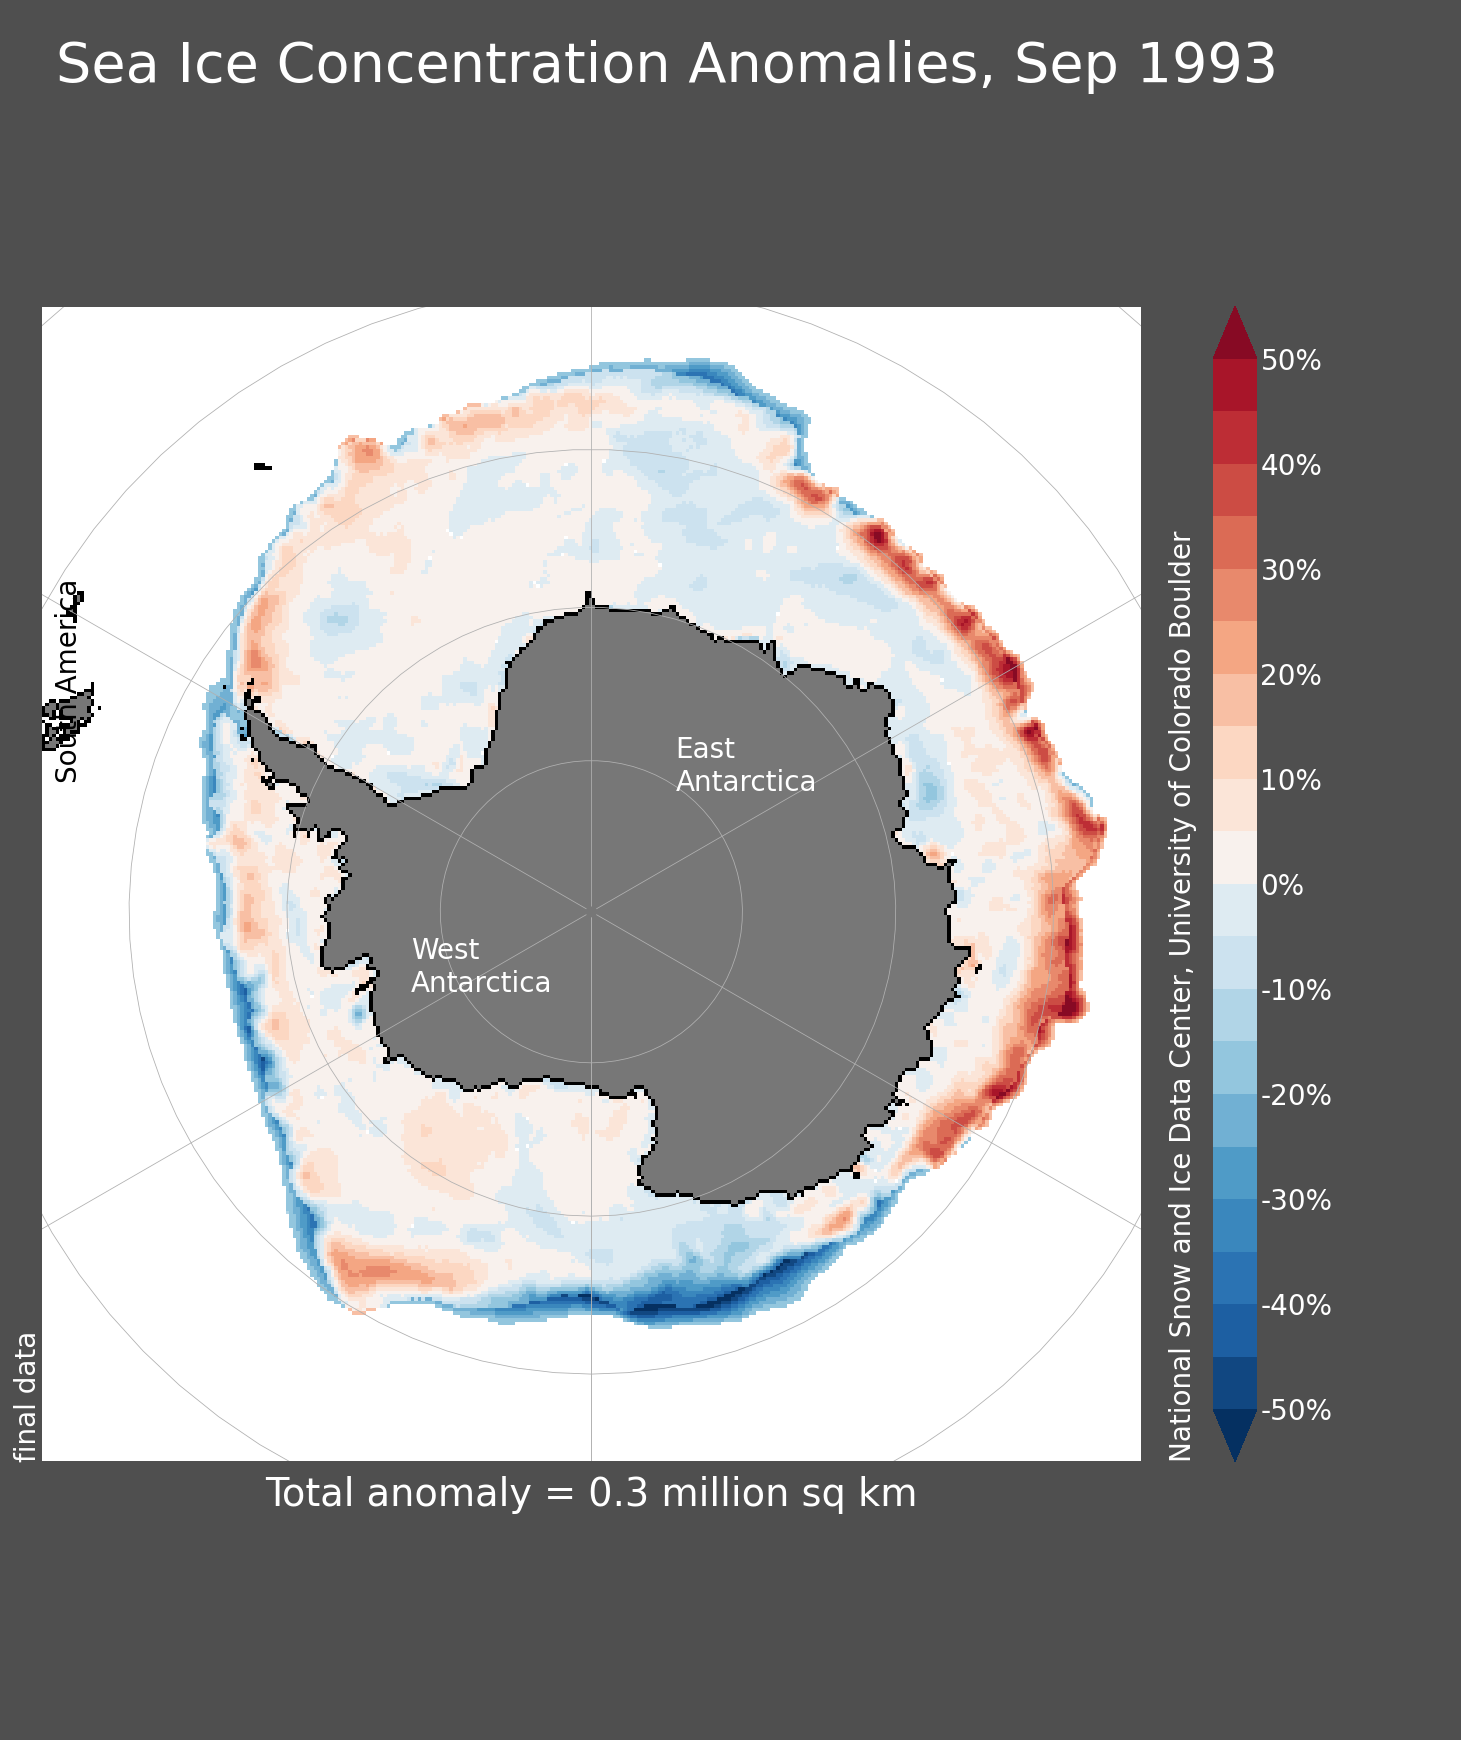 Sea Ice Concentration Anomalies, Sep 1993
South America
East
Antarctica
West
Antarctica
final data
National Snow and Ice Data Center, University of Colorado Boulder
50%
40%
30%
20%
10%
0%
-10%
-20%
-30%
-40%
-50%
Total anomaly = 0.3 million sq km